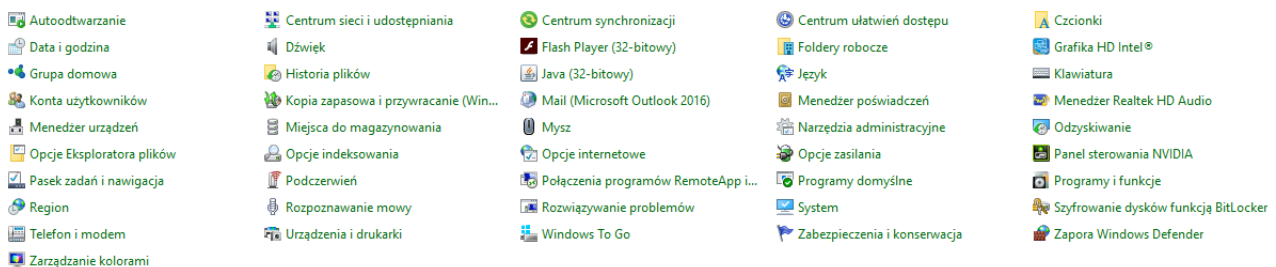 Autoodtwarzanie
Centrum sieci i udostępniania
Centrum synchronizacji
Centrum ułatwień dostępu
Czcionki
Data i godzina
Dźwięk
Flash Player (32-bitowy)
Foldery robocze
Grafika HD Intel®
Grupa domowa
Historia plików
Java (32-bitowy)
Język
Klawiatura
Konta użytkowników
Kopia zapasowa i przywracanie (Win...
Mail (Microsoft Outlook 2016)
Menedżer poświadczeń
Menedżer Realtek HD Audio
Menedżer urządzeń
Miejsca do magazynowania
Mysz
Narzędzia administracyjne
Odzyskiwanie
Opcje Eksploratora plików
Opcje indeksowania
Opcje internetowe
Opcje zasilania
Panel sterowania NVIDIA
Pasek zadań i nawigacja
Podczerwień
Połączenia programów RemoteApp i...
Programy domyślne
Programy i funkcje
Region
Rozpoznawanie mowy
Rozwiązywanie problemów
System
Szyfrowanie dysków funkcją BitLocker
Telefon i modem
Urządzenia i drukarki
Windows To Go
Zabezpieczenia i konserwacja
Zapora Windows Defender
Zarządzanie kolorami